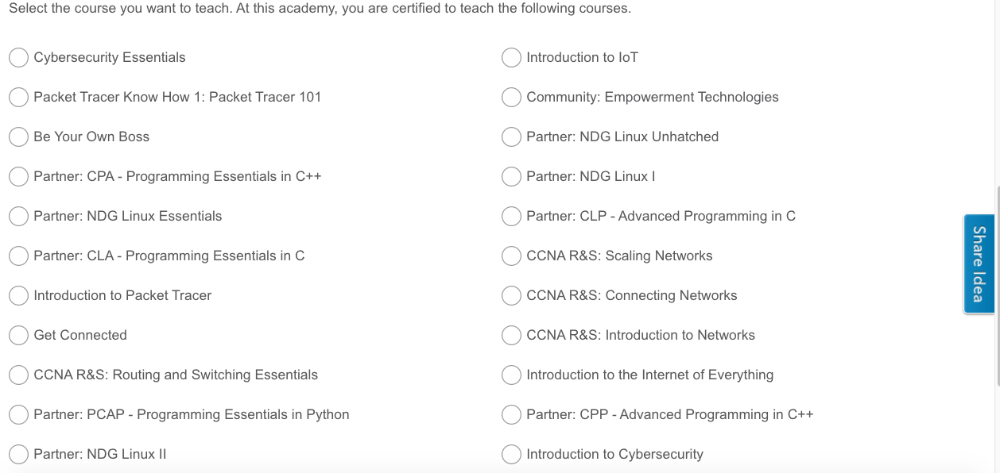 Select the course you want to teach. At this academy, you are certified to teach the following courses.
Cybersecurity Essentials
Introduction to IoT
Packet Tracer Know How 1: Packet Tracer 101
Community: Empowerment Technologies
Be Your Own Boss
Partner: NDG Linux Unhatched
Partner: CPA - Programming Essentials in C++
Partner: NDG Linux I
Partner: NDG Linux Essentials
Partner: CLP - Advanced Programming in C
Partner: CLA - Programming Essentials in C
CCNA R&S: Scaling Networks
Introduction to Packet Tracer
CCNA R&S: Connecting Networks
Get Connected
CCNA R&S: Introduction to Networks
CCNA R&S: Routing and Switching Essentials
Introduction to the Internet of Everything
Partner: PCAP - Programming Essentials in Python
Partner: CPP - Advanced Programming in C++
Partner: NDG Linux II
Introduction to Cybersecurity
Share Idea